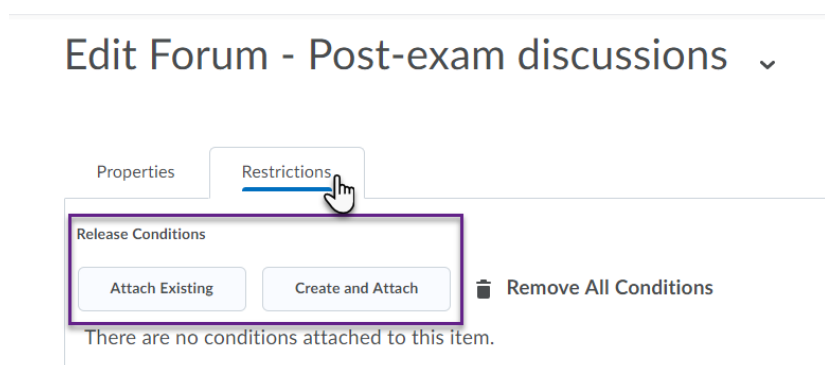 Edit Forum - Post-exam discussions
Properties
Restrictions
Release Conditions
Attach Existing
Create and Attach
Remove All Conditions
There are no conditions attached to this item.